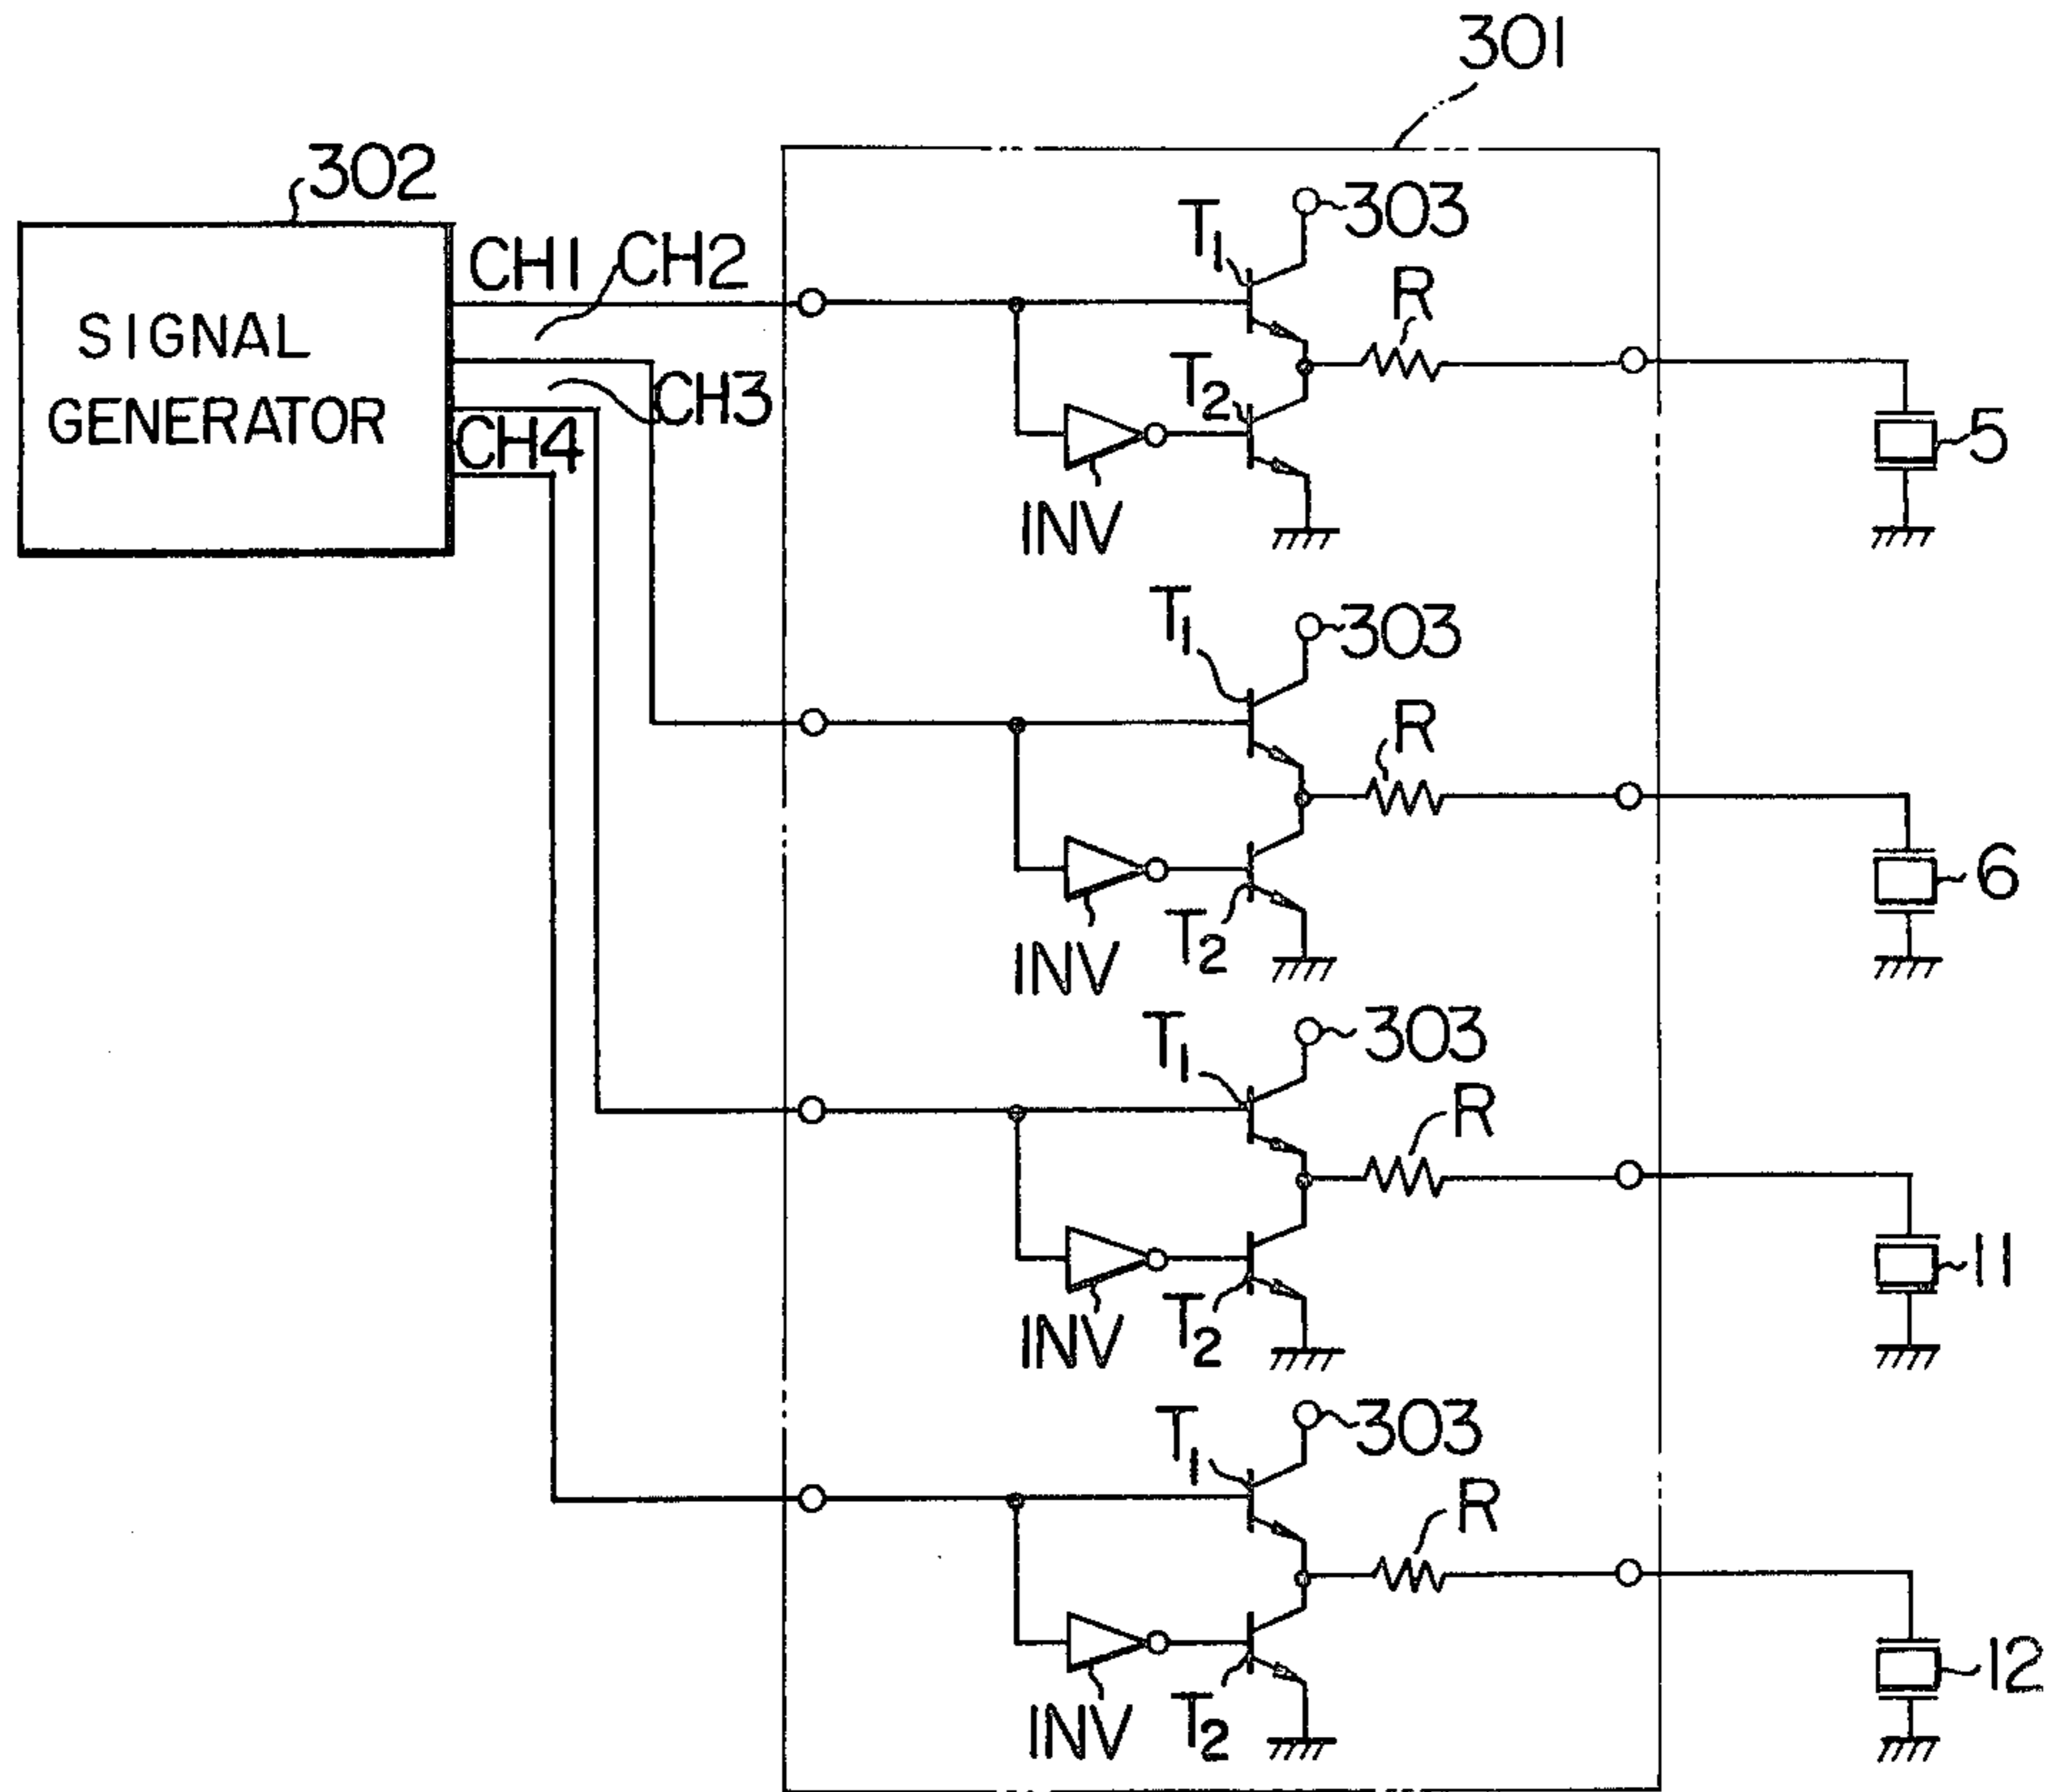 301
302
SIGNAL
GENERATOR
CH1
CH2
CH3
CH4
T1
303
R
T2
INV
5
T1
303
R
T2
INV
6
T1
303
R
T2
INV
11
T1
303
R
T2
INV
12